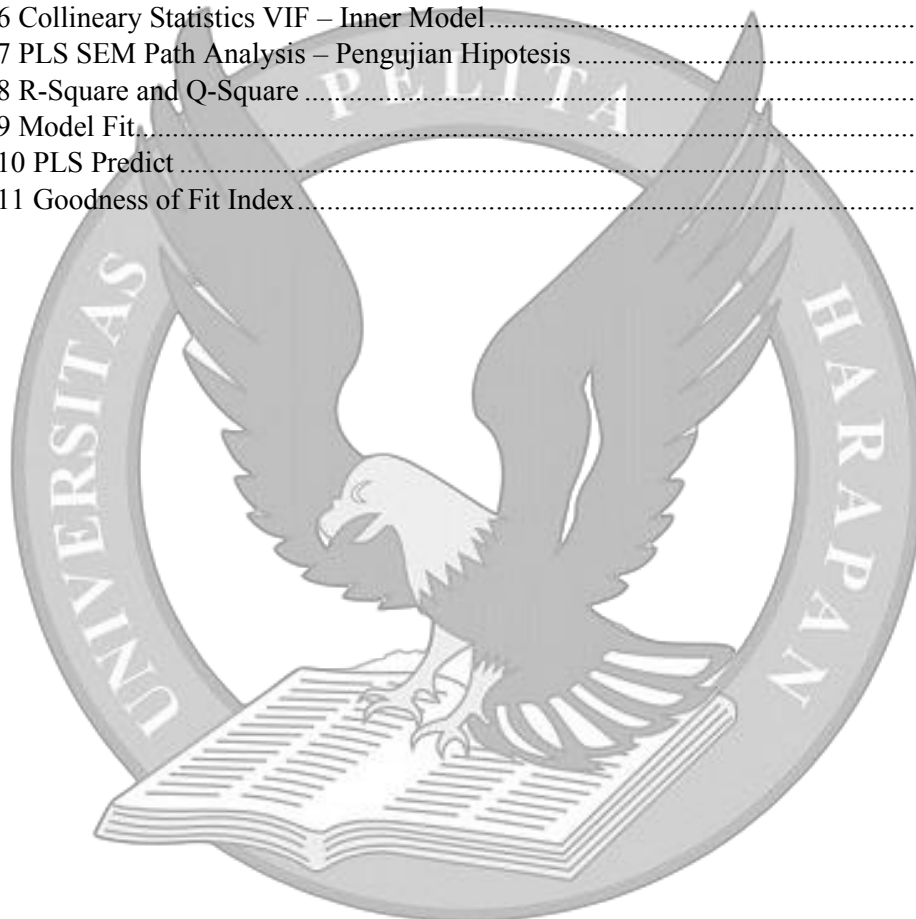 6 Collineary Statistics VIF – Inner Model........................................................
7 PLS SEM Path Analysis – Pengujian Hipotesis ..........................................
8 R-Square and Q-Square ...................................................................................
9 Model Fit............................................................................................................
10 PLS Predict .....................................................................................................
11 Goodness of Fit Index.....................................................................................
UNIVERSITAS PELITA HARAPAN